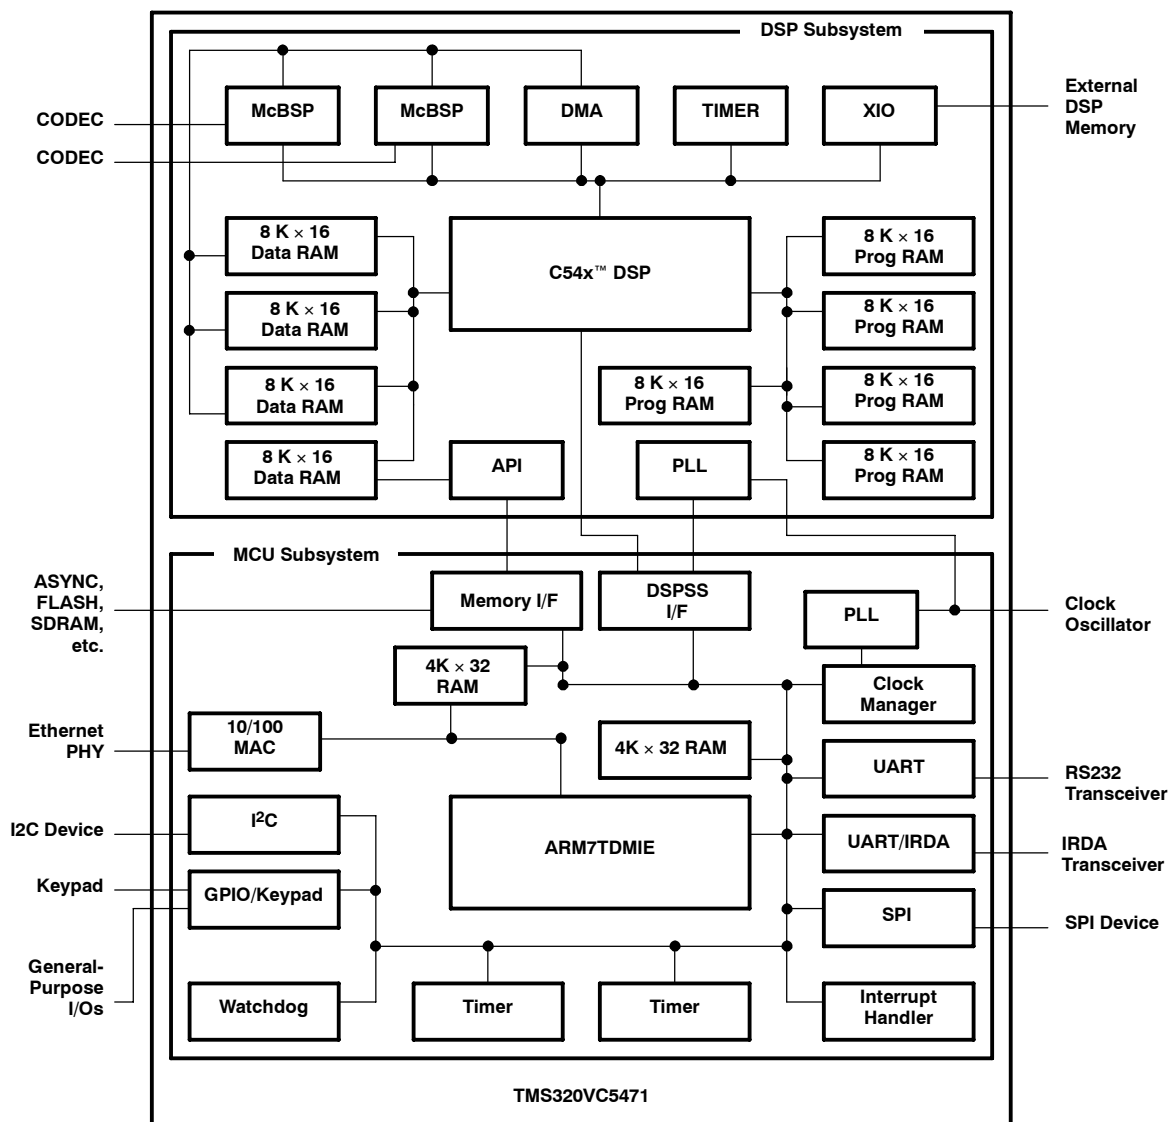 DSP Subsystem
McBSP
McBSP
DMA
TIMER
XIO
External
DSP
Memory
CODEC
CODEC
8 K × 16
Data RAM
8 K × 16
Data RAM
8 K × 16
Data RAM
8 K × 16
Data RAM
C54x™ DSP
8 K × 16
Prog RAM
8 K × 16
Prog RAM
8 K × 16
Prog RAM
8 K × 16
Prog RAM
8 K × 16
Prog RAM
API
PLL
MCU Subsystem
ASYNC,
FLASH,
SDRAM,
etc.
Memory I/F
DSPSS
I/F
PLL
Clock
Oscillator
4K × 32
RAM
Clock
Manager
Ethernet
PHY
10/100
MAC
4K × 32 RAM
UART
RS232
Transceiver
I2C Device
I²C
ARM7TDMIE
UART/IRDA
IRDA
Transceiver
Keypad
GPIO/Keypad
SPI
SPI Device
General-
Purpose
I/Os
Watchdog
Timer
Timer
Interrupt
Handler
TMS320VC5471